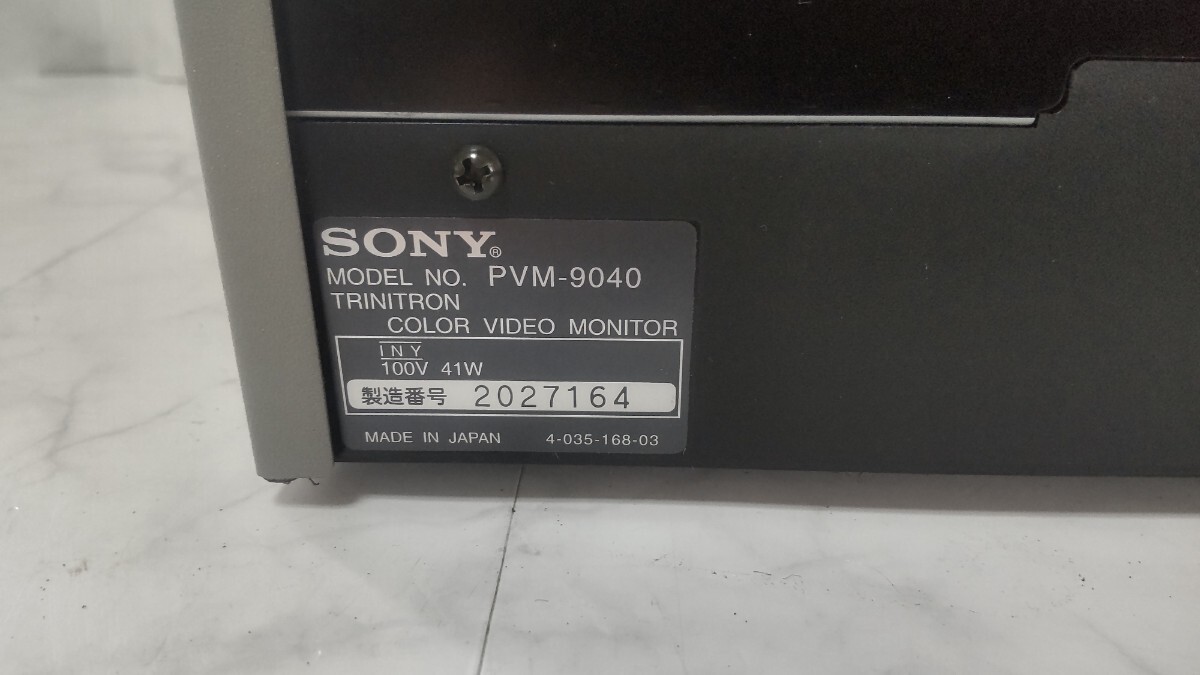 SONY®
MODEL NO. PVM-9040
TRINITRON
COLOR VIDEO MONITOR
INY
100V 41W
製造番号 2027164
MADE IN JAPAN 4-035-168-03